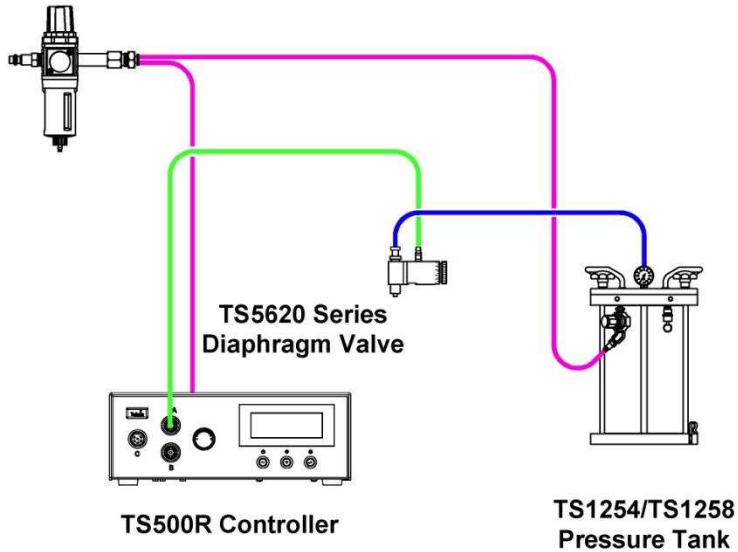 TS5620 Series
Diaphragm Valve
A
C
B
TS500R Controller
TS1254/TS1258
Pressure Tank